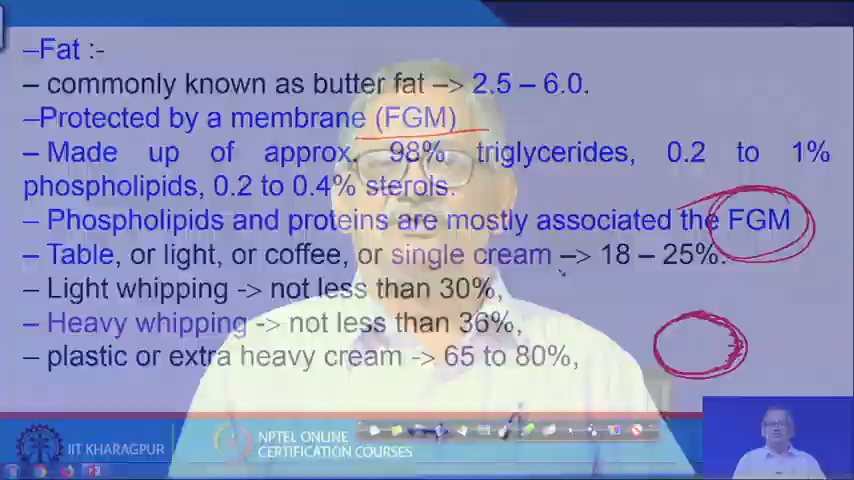 –Fat :-
– commonly known as butter fat –> 2.5 – 6.0.
–Protected by a membrane (FGM)
– Made up of approx. 98% triglycerides, 0.2 to 1%
phospholipids, 0.2 to 0.4% sterols.
– Phospholipids and proteins are mostly associated the FGM
– Table, or light, or coffee, or single cream –> 18 – 25%.
– Light whipping -> not less than 30%,
– Heavy whipping -> not less than 36%,
– plastic or extra heavy cream -> 65 to 80%,
IIT KHARAGPUR
NPTEL ONLINE
CERTIFICATION COURSES